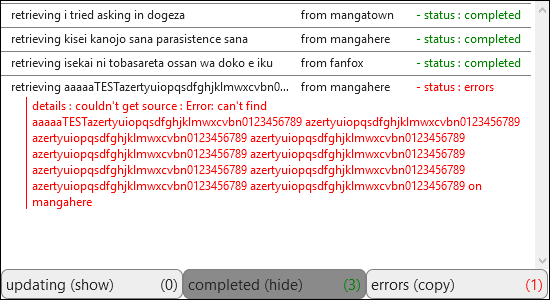 retrieving i tried asking in dogeza from mangatown - status : completed
retrieving kisei kanojo sana parasistence sana from mangahere - status : completed
retrieving isekai ni tobasareta ossan wa doko e iku from fanfox - status : completed
retrieving aaaaaTESTazertyuiopqsdfghjklmwxcvbn0... from mangahere - status : errors
details : couldn't get source : Error: can't find
aaaaaTESTazertyuiopqsdfghjklmwxcvbn0123456789 azertyuiopqsdfghjklmwxcvbn0123456789
azertyuiopqsdfghjklmwxcvbn0123456789 azertyuiopqsdfghjklmwxcvbn0123456789
azertyuiopqsdfghjklmwxcvbn0123456789 azertyuiopqsdfghjklmwxcvbn0123456789
azertyuiopqsdfghjklmwxcvbn0123456789 azertyuiopqsdfghjklmwxcvbn0123456789
azertyuiopqsdfghjklmwxcvbn0123456789 azertyuiopqsdfghjklmwxcvbn0123456789 on
mangahere
updating (show) (0) completed (hide) (3) errors (copy) (1)